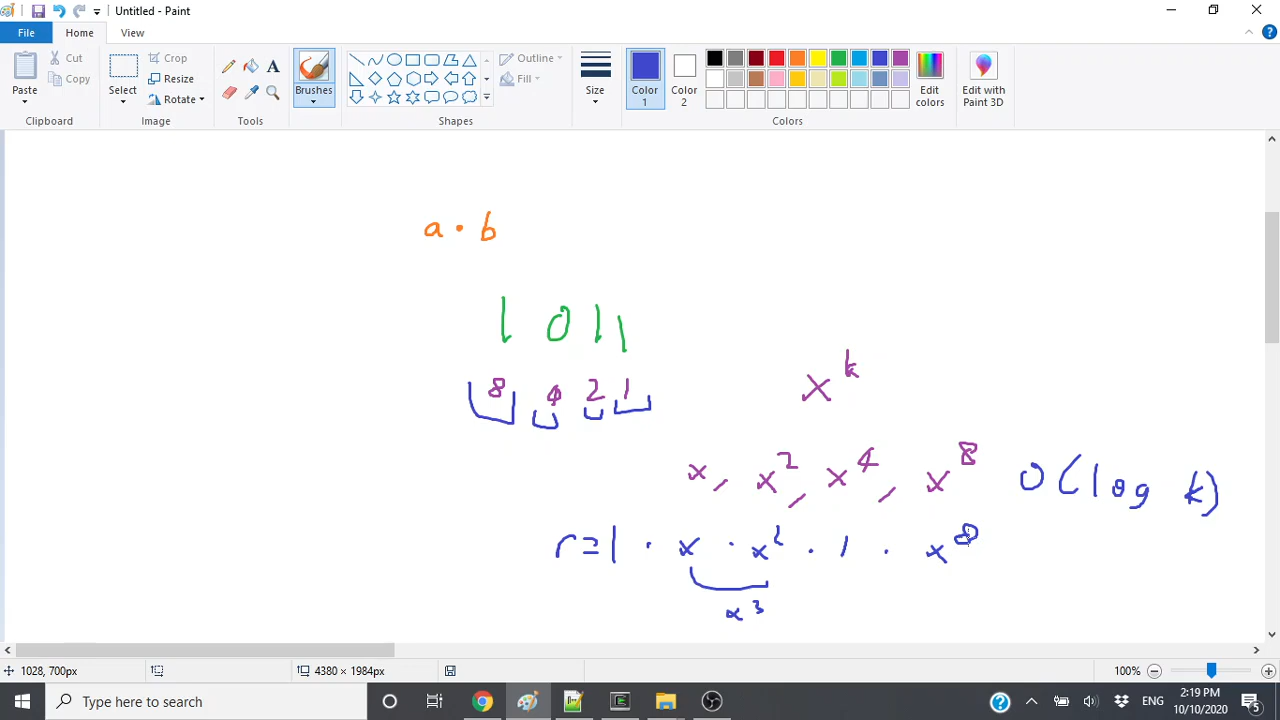 Untitled - Paint
File Home View
Paste Cut Copy
Clipboard
Select Crop Resize Rotate
Image
A
Tools
Brushes
Outline Fill
Shapes
Size
Color 1 Color 2
Edit colors
Colors
Edit with Paint 3D
a · b
1 0 1 1
8 4 2 1
x^k
x, x^2, x^4, x^8 O(log k)
r=1 · x · x^2 · 1 · x^8
x^3
1028, 700px 4380 × 1984px 100%
Type here to search
ENG 2:19 PM
10/10/2020
5